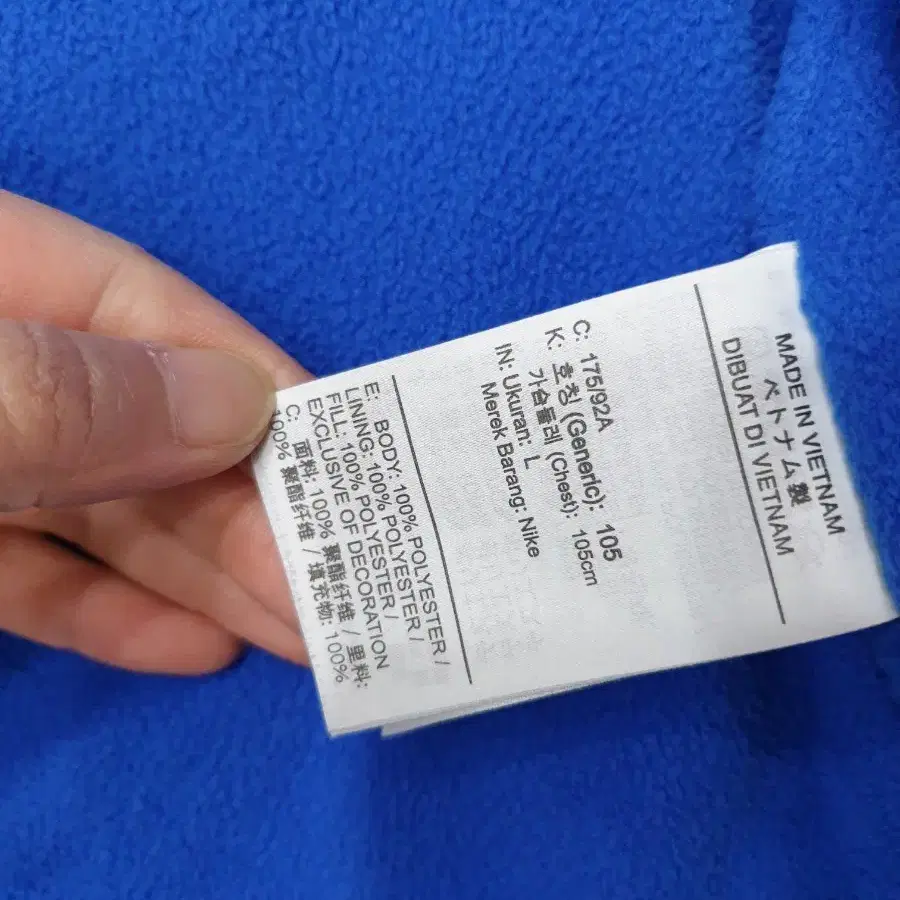 MADE IN VIETNAM
ベトナム製
DIBUAT DI VIETNAM
C: 175/92A
K: 호칭 (Generic): 105
가슴둘레 (Chest): 105cm
IN: Ukuran: L
Merek Barang: Nike
E: BODY: 100% POLYESTER /
LINING: 100% POLYESTER /
FILL: 100% POLYESTER /
EXCLUSIVE OF DECORATION
C: 面料: 100% 聚酯纤维 / 里料:
100% 聚酯纤维 / 填充物: 100%